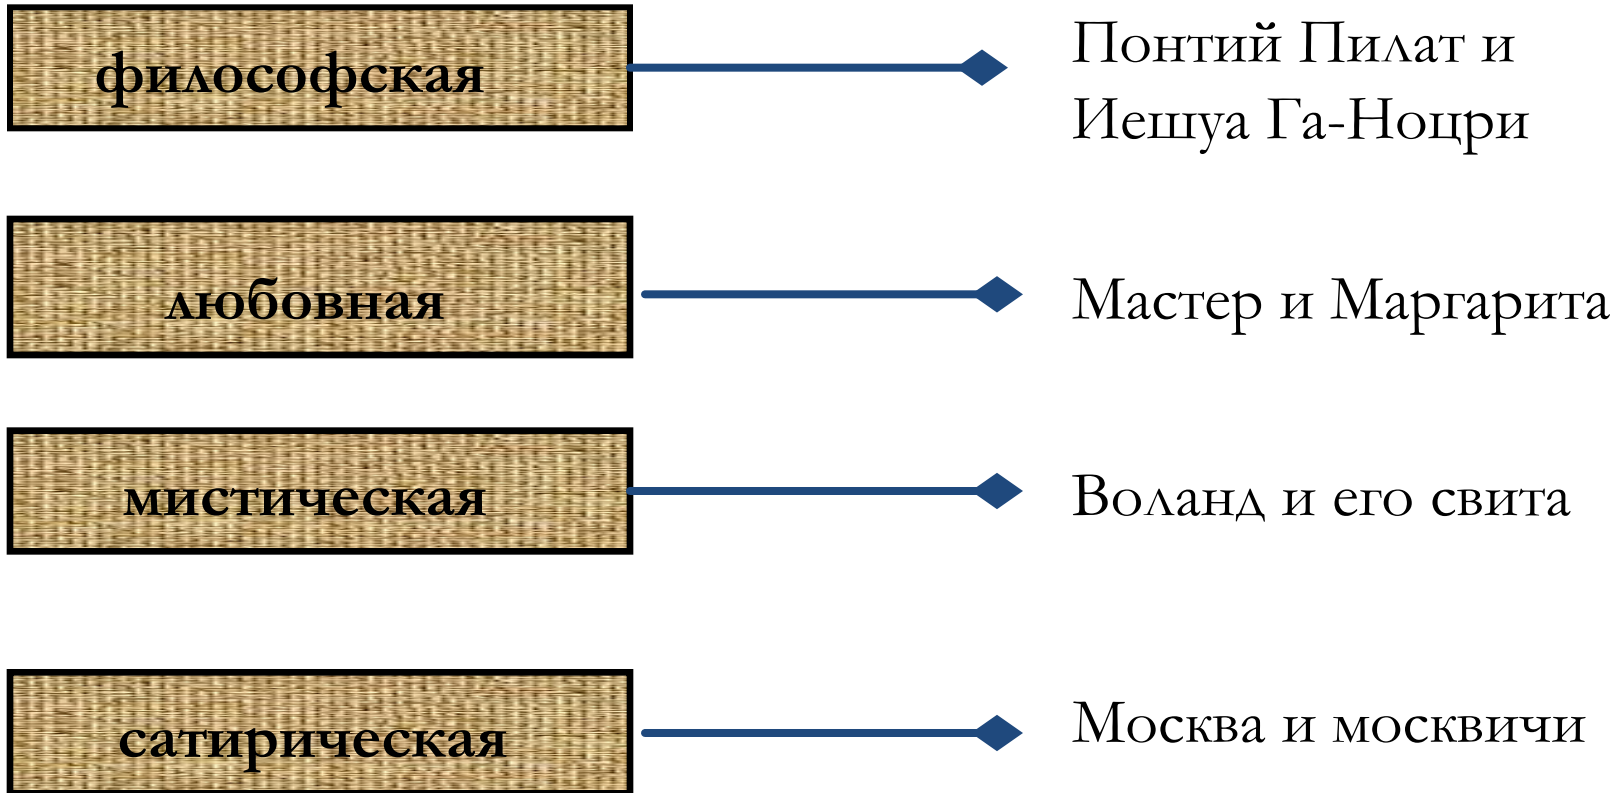 философская
Понтий Пилат и
Иешуа Га-Ноцри
любовная
Мастер и Маргарита
мистическая
Воланд и его свита
сатирическая
Москва и москвичи